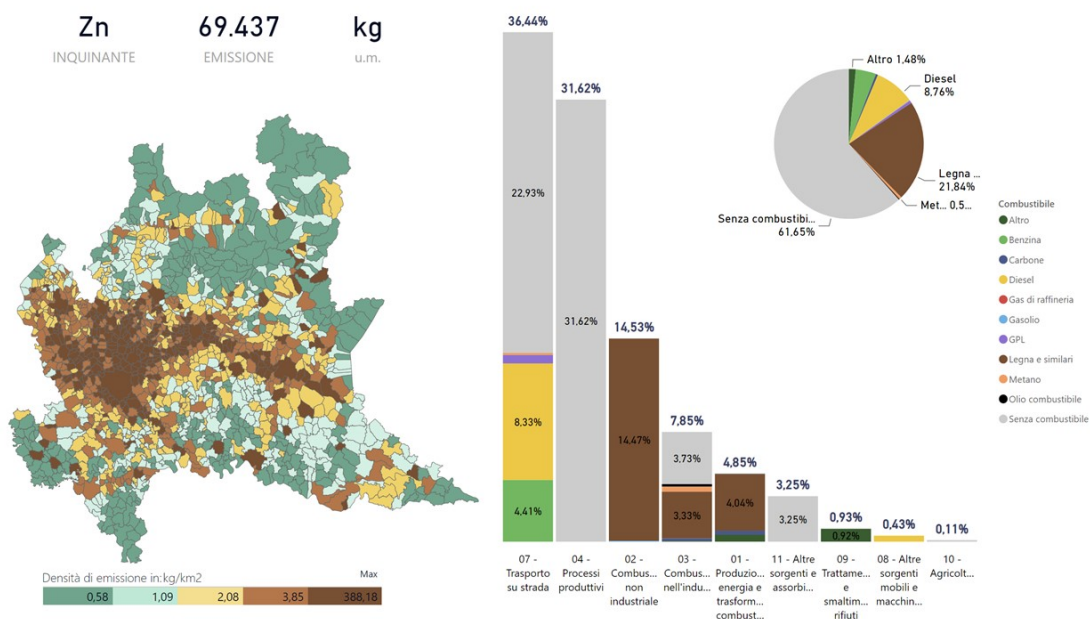 Zn 69.437 kg
INQUINANTE EMISSIONE u.m.
36,44%
22,93%
8,33%
4,41%
31,62%
31,62%
14,53%
14,47%
7,85%
3,73%
3,33%
4,85%
4,04%
3,25%
3,25%
0,93%
0,92%
0,43%
0,11%
07 -
Trasporto
su strada
04 -
Processi
produttivi
02 -
Combus...
non
industriale
03 -
Combus...
nell'indu...
01 -
Produzio...
energia e
trasform...
combust...
11 - Altre
sorgenti e
assorbi...
09 -
Trattame...
e
smaltim...
rifiuti
08 - Altre
sorgenti
mobili e
macchin...
10 -
Agricolt...
Altro 1,48%
Diesel
8,76%
Legna ...
21,84%
Met... 0,5...
Senza combustibi...
61,65%
Combustibile
Altro
Benzina
Carbone
Diesel
Gas di raffineria
Gasolio
GPL
Legna e similari
Metano
Olio combustibile
Senza combustibile
Densità di emissione in:kg/km2 Max
0,58 1,09 2,08 3,85 388,18